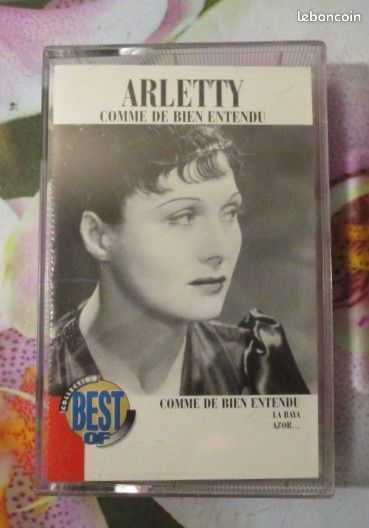 leboncoin
ARLETTY
COMME DE BIEN ENTENDU
COLLECTION
BEST
OF
COMME DE BIEN ENTENDU
LA BAYA
AZOR...